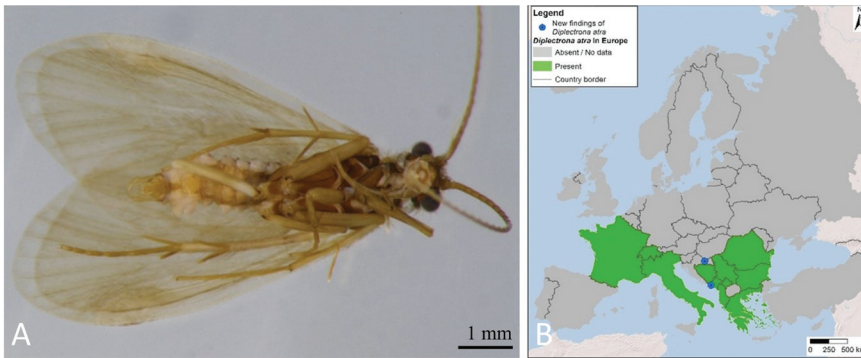 A
1 mm
Legend
New findings of
Diplectrona atra
Diplectrona atra in Europe
Absent / No data
Present
Country border
N
B
0 250 500 km